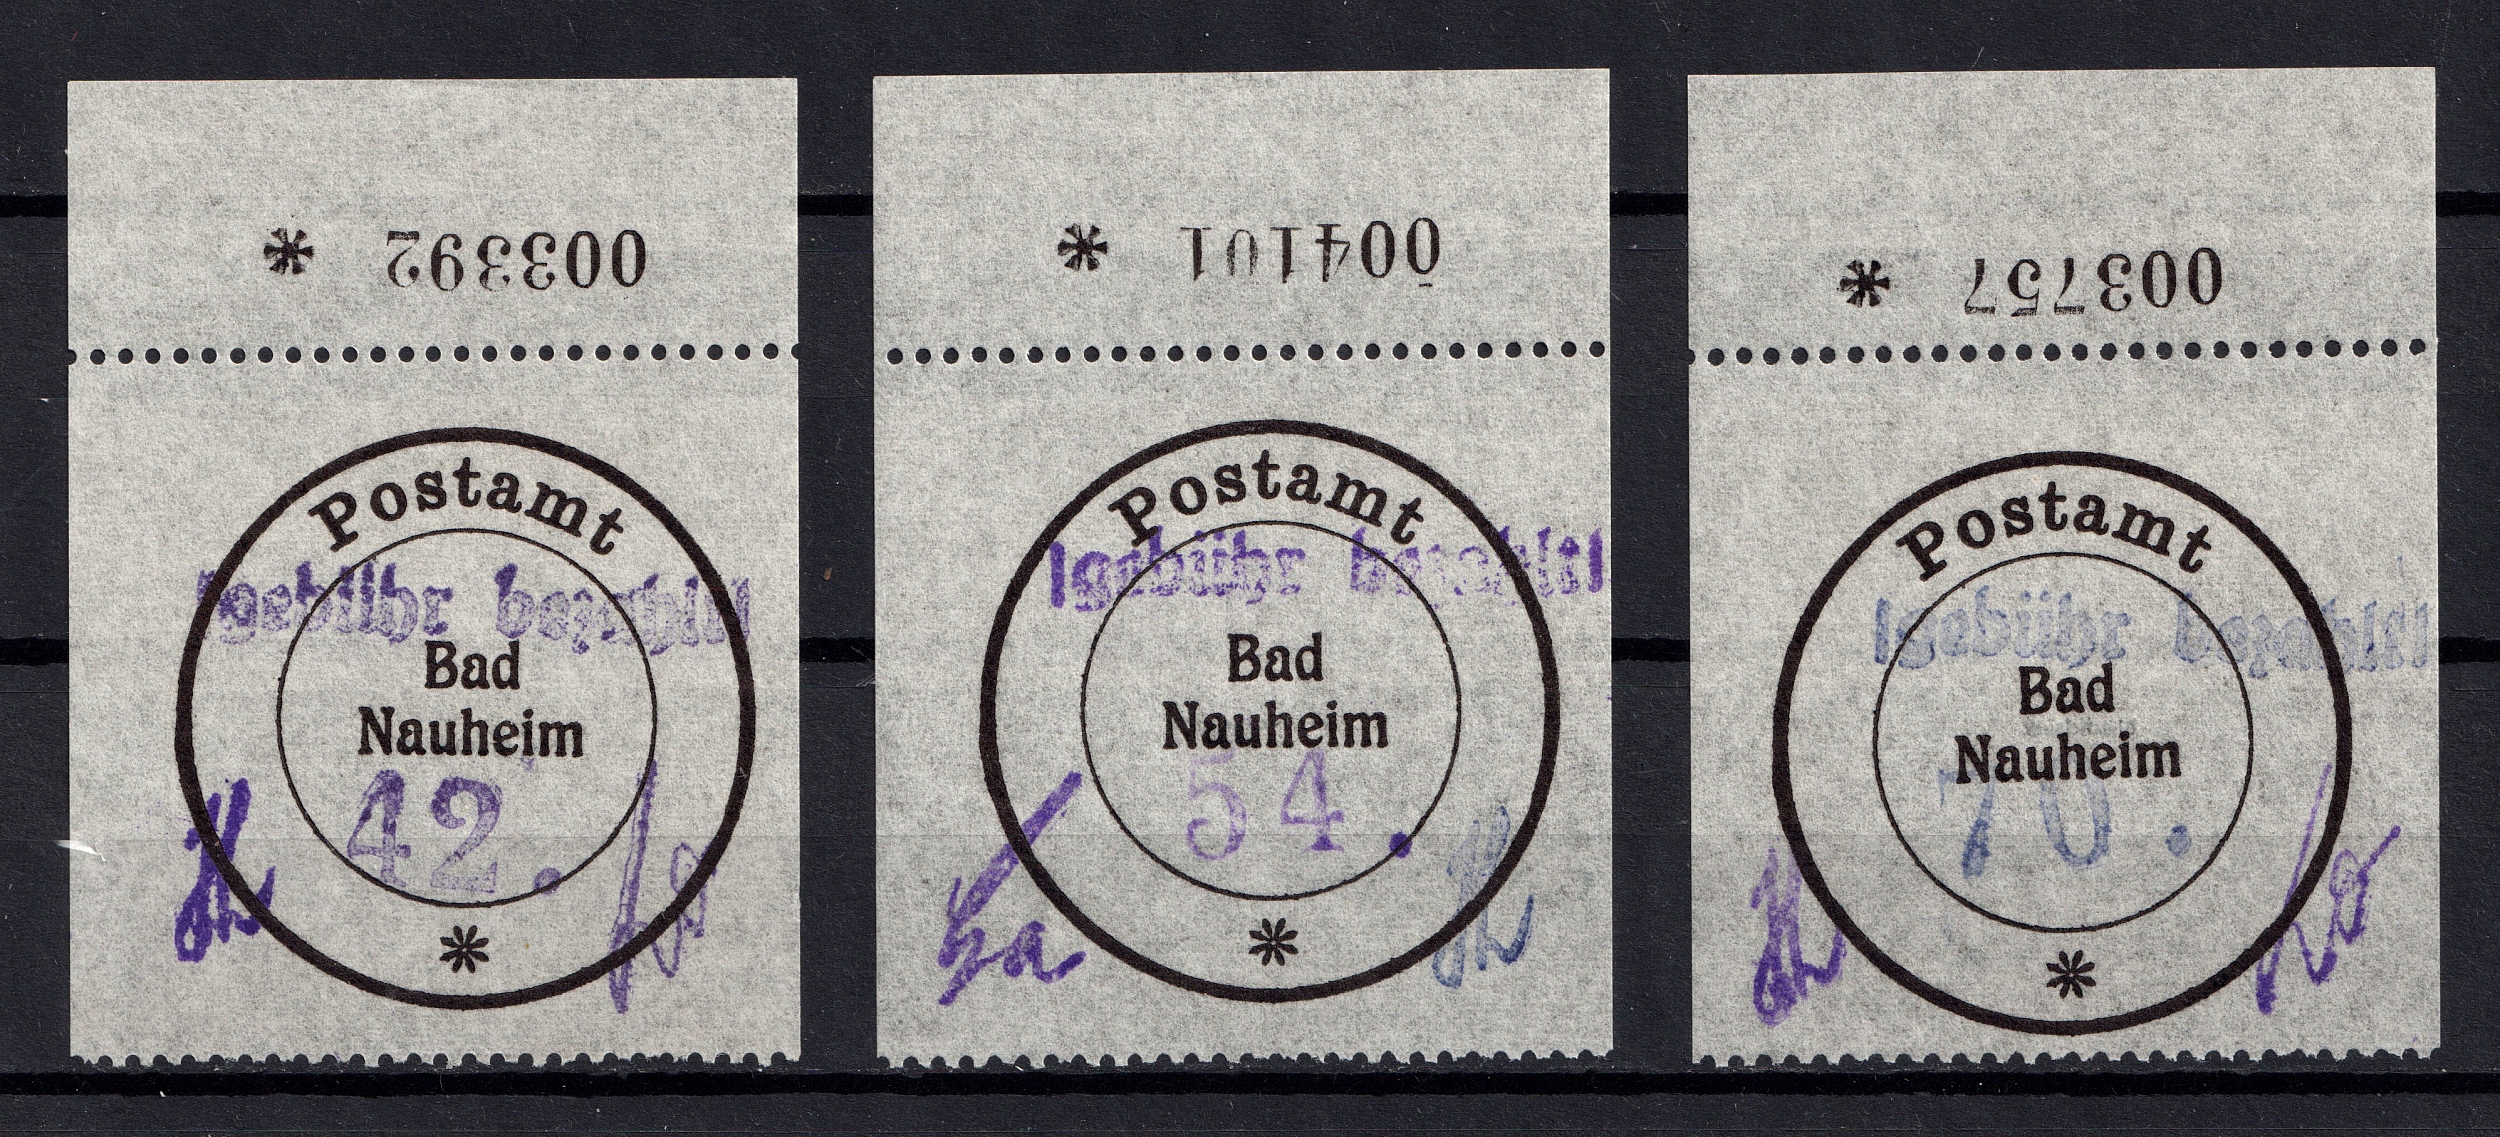 003392 *
Postamt
gebühr bezahlt
Bad
Nauheim
42.
*
004101 *
Postamt
gebühr bezahlt
Bad
Nauheim
54.
*
003757 *
Postamt
gebühr bezahlt
Bad
Nauheim
70.
*